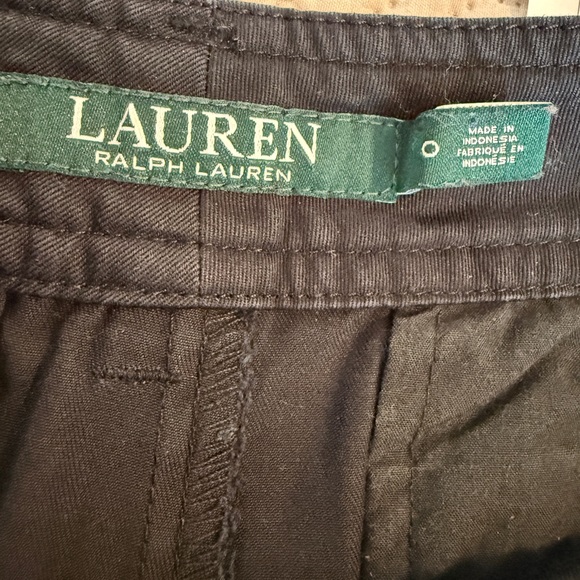 LAUREN
RALPH LAUREN
0
MADE IN
INDONESIA
FABRIQUÉ EN
INDONÉSIE